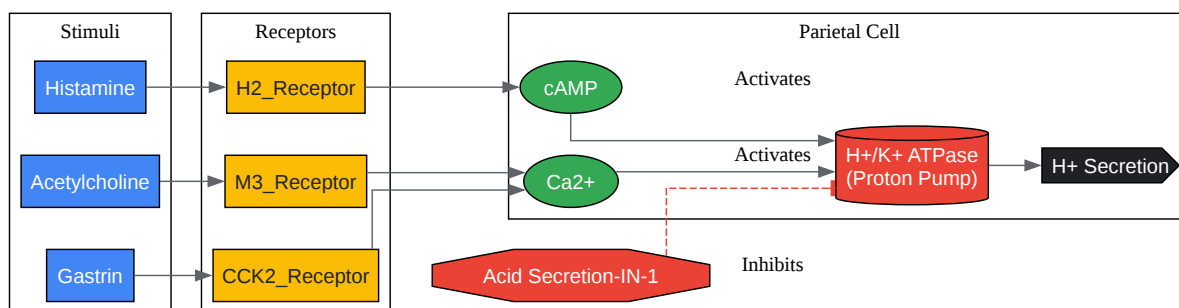 Stimuli
Receptors
Parietal Cell
Histamine
H2_Receptor
cAMP
Activates
Acetylcholine
M3_Receptor
Ca2+
Activates
H+/K+ ATPase
(Proton Pump)
H+ Secretion
Gastrin
CCK2_Receptor
Acid Secretion-IN-1
Inhibits